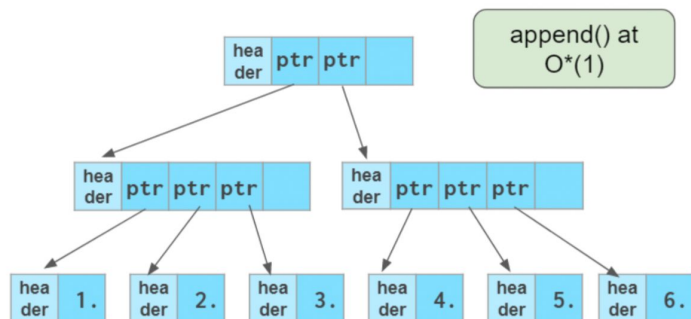 append() at
O*(1)
hea
der
ptr
ptr
hea
der
ptr
ptr
ptr
hea
der
ptr
ptr
ptr
hea
der
1.
hea
der
2.
hea
der
3.
hea
der
4.
hea
der
5.
hea
der
6.